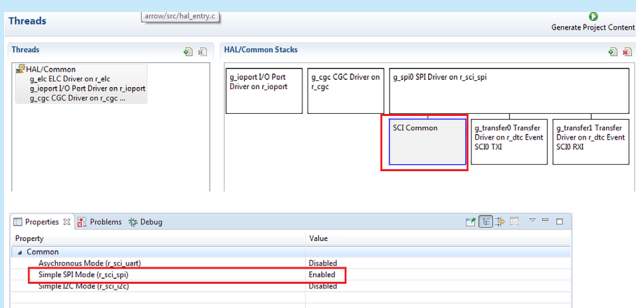 Threads
arrow/src/hal_entry.c
Generate Project Content
Threads
HAL/Common Stacks
HAL/Common
g_elc ELC Driver on r_elc
g_ioport I/O Port Driver on r_ioport
g_cgc CGC Driver on r_cgc ...
g_ioport I/O Port
Driver on r_ioport
g_cgc CGC Driver on
r_cgc
g_spi0 SPI Driver on r_sci_spi
SCI Common
g_transfer0 Transfer
Driver on r_dtc Event
SCI0 TXI
g_transfer1 Transfer
Driver on r_dtc Event
SCI0 RXI
Properties
Problems
Debug
Property
Value
Common
Asychronous Mode (r_sci_uart)
Disabled
Simple SPI Mode (r_sci_spi)
Enabled
Simple I2C Mode (r_sci_i2c)
Disabled